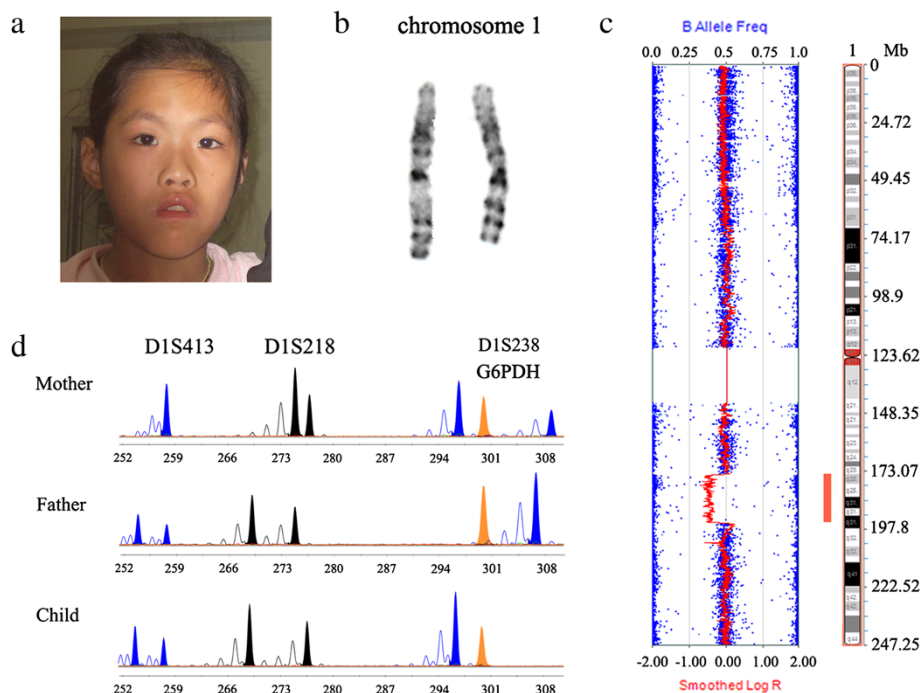 a
b
chromosome 1
c
B Allele Freq
0.0 0.25 0.5 0.75 1.0
1 Mb
0
24.72
49.45
74.17
98.9
123.62
148.35
173.07
197.8
222.52
247.25
-2.00 -1.00 0.00 1.00 2.00
Smoothed Log R
d
D1S413 D1S218 D1S238
G6PDH
Mother
252 259 266 273 280 287 294 301 308
Father
252 259 266 273 280 287 294 301 308
Child
252 259 266 273 280 287 294 301 308